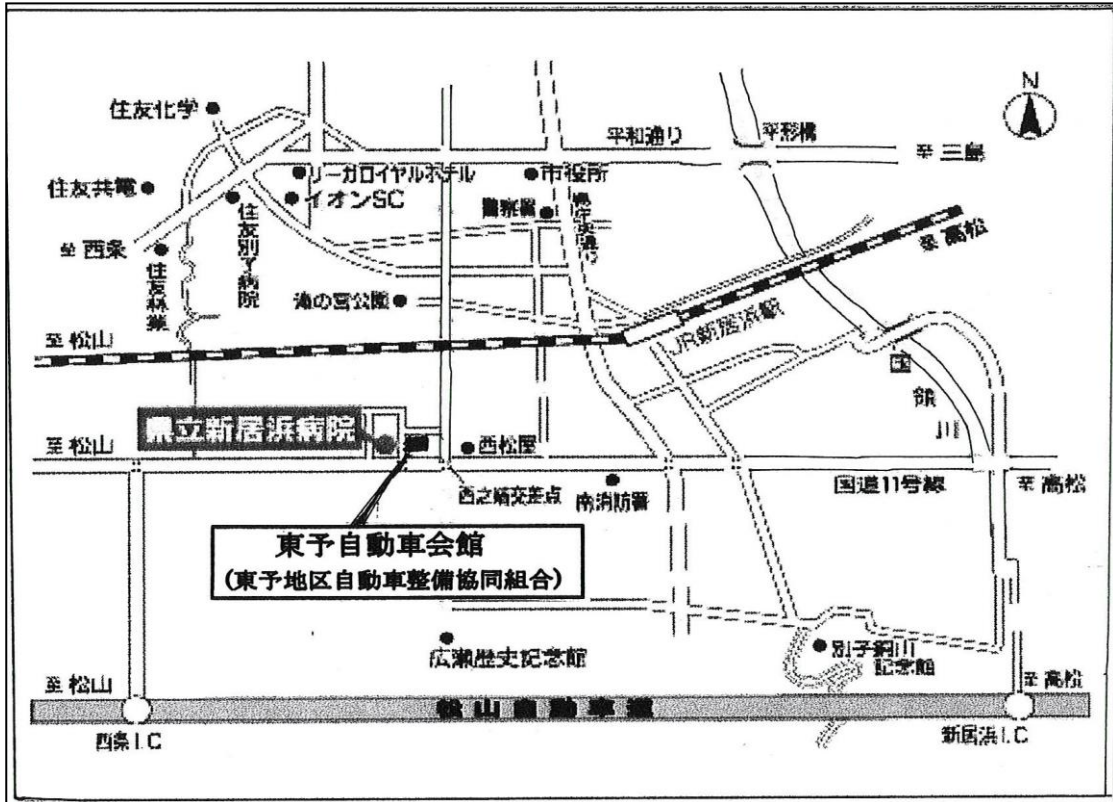 N
住友化学
平和通り
平形橋
至 三島
リーガロイヤルホテル
市役所
住友共電
イオンSC
警察署
至 西条
住友林業
住友別子病院
至 高松
滝の宮公園
JR新居浜駅
至 松山
国
領
川
県立新居浜病院
至 松山
西松屋
西之端交差点
南消防署
国道11号線
至 高松
東予自動車会館
(東予地区自動車整備協同組合)
広瀬歴史記念館
別子銅山
記念館
至 松山
至 高松
松山自動車道
西条I.C
新居浜I.C